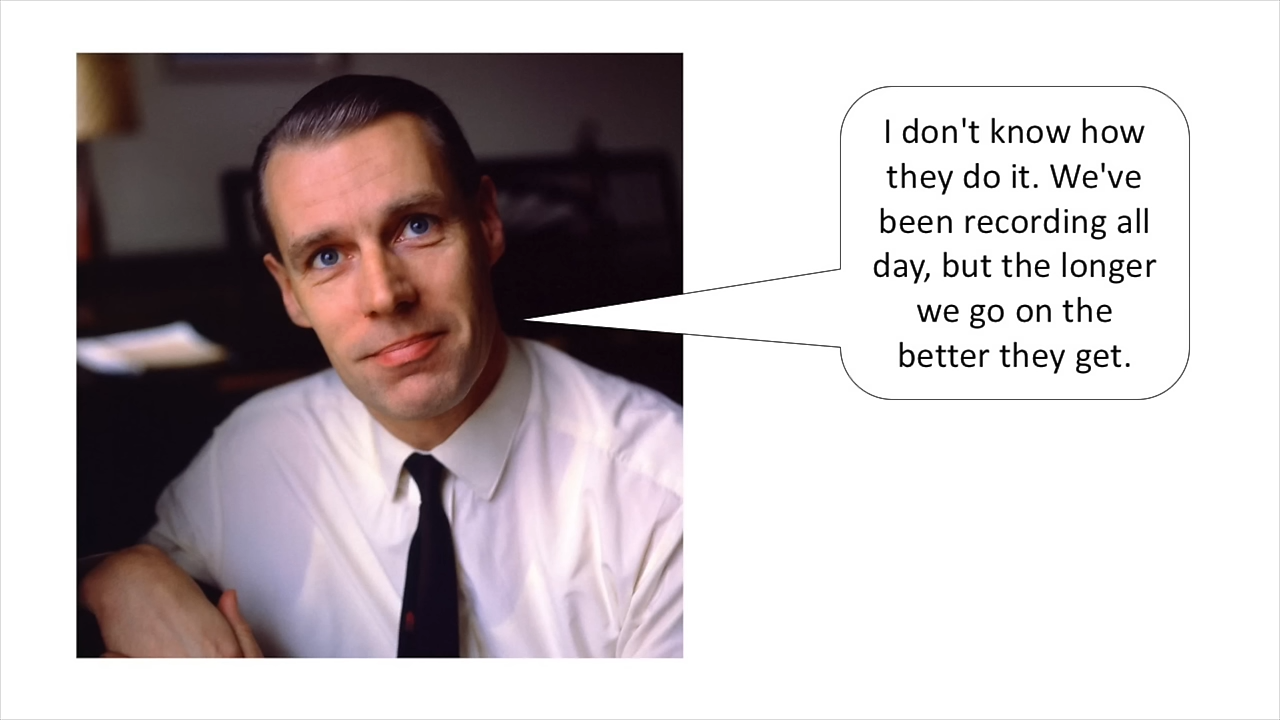 I don't know how
they do it. We've
been recording all
day, but the longer
we go on the
better they get.